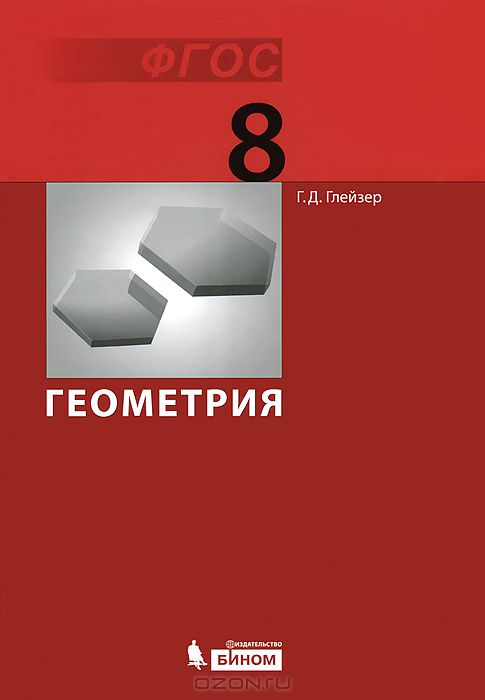 ФГОС
8
Г. Д. Глейзер
ГЕОМЕТРИЯ
ИЗДАТЕЛЬСТВО
БИНОМ
ozon.ru